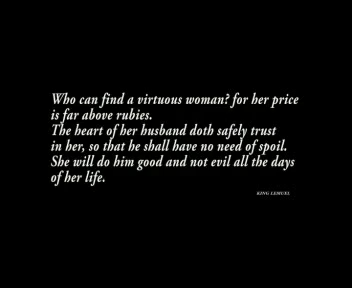 Who can find a virtuous woman? for her price
is far above rubies.
The heart of her husband doth safely trust
in her, so that he shall have no need of spoil.
She will do him good and not evil all the days
of her life.
KING LEMUEL